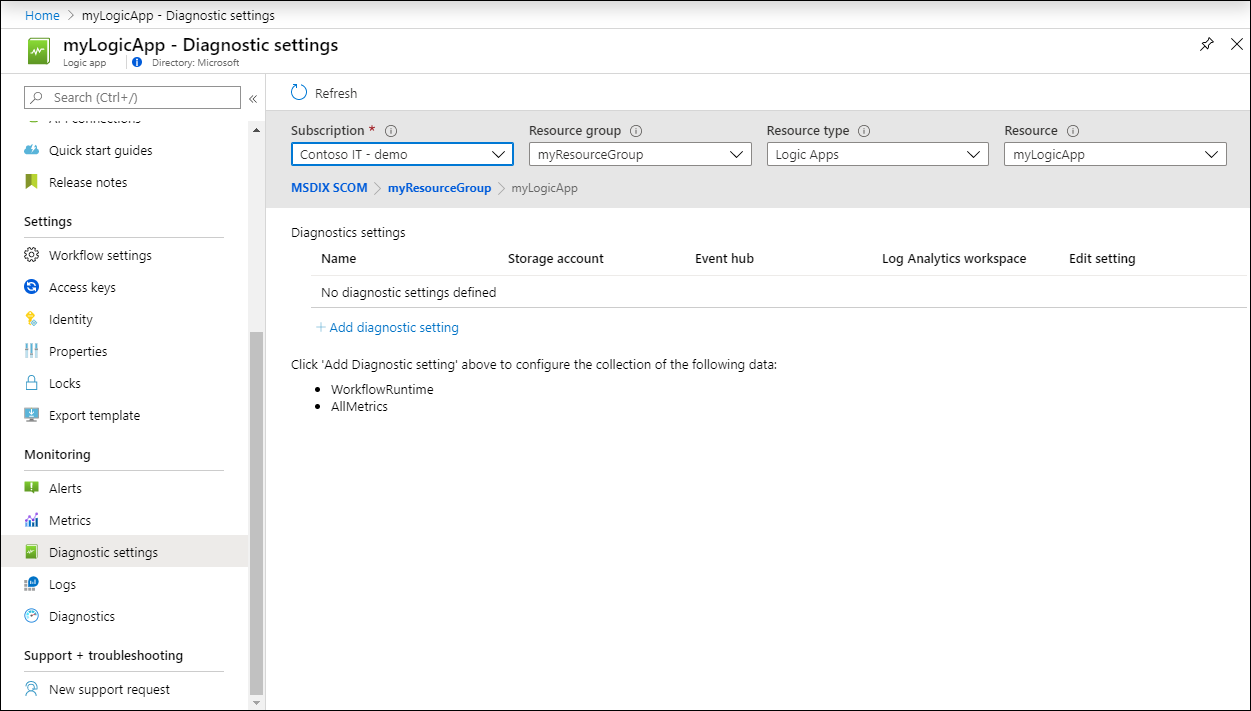 Home > myLogicApp - Diagnostic settings
myLogicApp - Diagnostic settings
Logic app
Directory: Microsoft
Search (Ctrl+/)
«
API connections
Quick start guides
Release notes
Settings
Workflow settings
Access keys
Identity
Properties
Locks
Export template
Monitoring
Alerts
Metrics
Diagnostic settings
Logs
Diagnostics
Support + troubleshooting
New support request
Refresh
Subscription * Resource group Resource type Resource
Contoso IT - demo myResourceGroup Logic Apps myLogicApp
MSDIX SCOM > myResourceGroup > myLogicApp
Diagnostics settings
Name Storage account Event hub Log Analytics workspace Edit setting
No diagnostic settings defined
+ Add diagnostic setting
Click 'Add Diagnostic setting' above to configure the collection of the following data:
• WorkflowRuntime
• AllMetrics